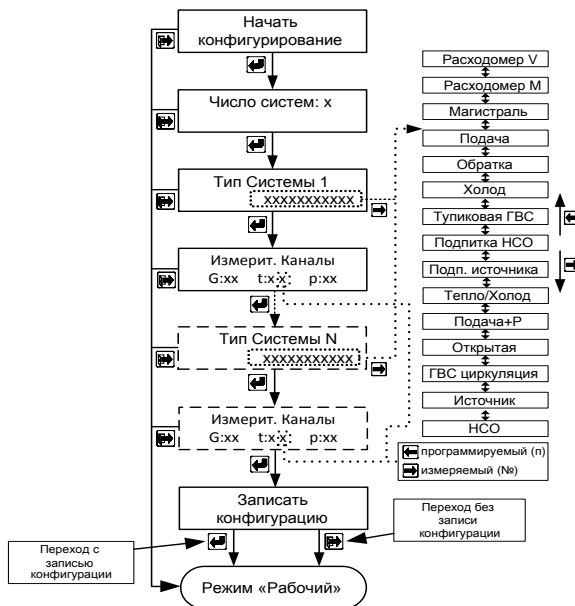 Начать
конфигурирование
Число систем: x
Тип Системы 1
xxxxxxxxxxx
Измерит. Каналы
G:xx t:x x p:xx
Тип Системы N
xxxxxxxxxxx
Измерит. Каналы
G:xx t:x x p:xx
Записать
конфигурацию
Переход с
записью
конфигурации
Переход без
записи
конфигурации
Режим «Рабочий»
Расходомер V
Расходомер M
Магистраль
Подача
Обратка
Холод
Тупиковая ГВС
Подпитка НСО
Подп. источника
Тепло/Холод
Подача+Р
Открытая
ГВС циркуляция
Источник
НСО
программируемый (п)
измеряемый (№)